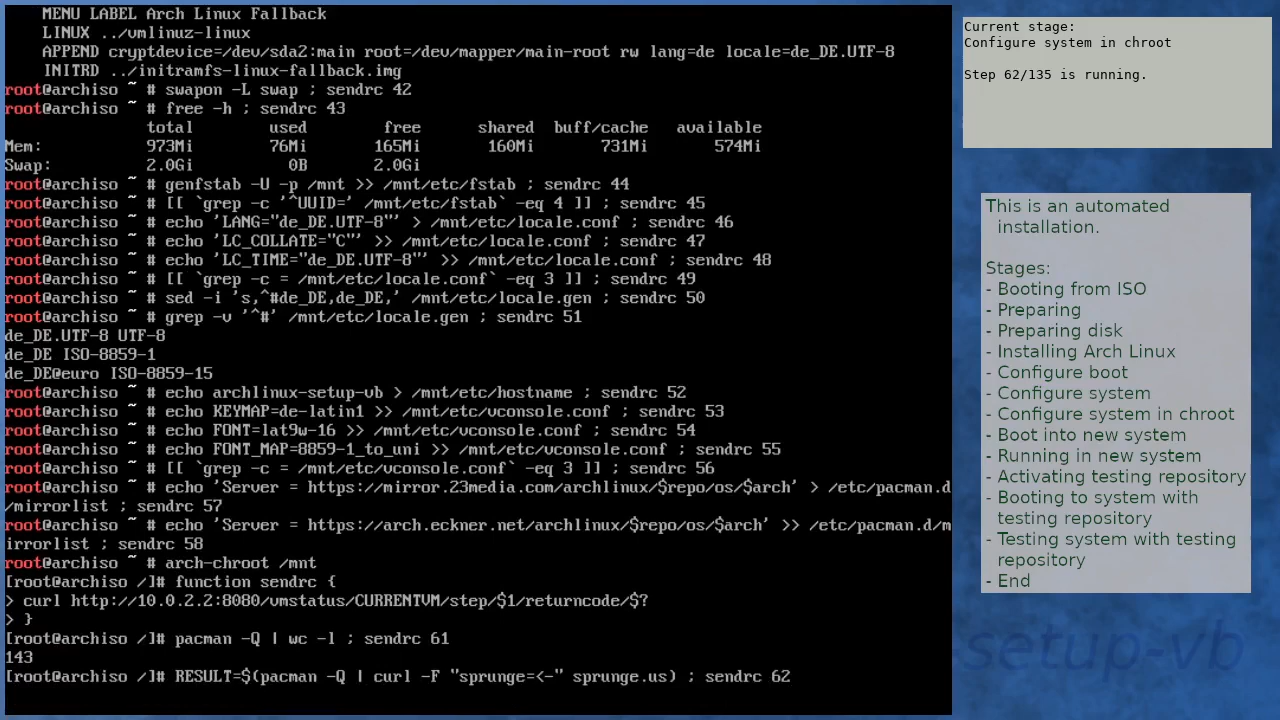 MENU LABEL Arch Linux Fallback
    LINUX ../vmlinuz-linux
    APPEND cryptdevice=/dev/sda2:main root=/dev/mapper/main-root rw lang=de locale=de_DE.UTF-8
    INITRD ../initramfs-linux-fallback.img
root@archiso ~ # swapon -L swap ; sendrc 42
root@archiso ~ # free -h ; sendrc 43
               total        used        free      shared  buff/cache   available
Mem:           973Mi        76Mi       165Mi       160Mi       731Mi       574Mi
Swap:          2.0Gi          0B       2.0Gi
root@archiso ~ # genfstab -U -p /mnt >> /mnt/etc/fstab ; sendrc 44
root@archiso ~ # [[ `grep -c '^UUID=' /mnt/etc/fstab` -eq 4 ]] ; sendrc 45
root@archiso ~ # echo 'LANG="de_DE.UTF-8"' > /mnt/etc/locale.conf ; sendrc 46
root@archiso ~ # echo 'LC_COLLATE="C"' >> /mnt/etc/locale.conf ; sendrc 47
root@archiso ~ # echo 'LC_TIME="de_DE.UTF-8"' >> /mnt/etc/locale.conf ; sendrc 48
root@archiso ~ # [[ `grep -c = /mnt/etc/locale.conf` -eq 3 ]] ; sendrc 49
root@archiso ~ # sed -i 's,^#de_DE,de_DE,' /mnt/etc/locale.gen ; sendrc 50
root@archiso ~ # grep -v '^#' /mnt/etc/locale.gen ; sendrc 51
de_DE.UTF-8 UTF-8
de_DE ISO-8859-1
de_DE@euro ISO-8859-15
root@archiso ~ # echo archlinux-setup-vb > /mnt/etc/hostname ; sendrc 52
root@archiso ~ # echo KEYMAP=de-latin1 >> /mnt/etc/vconsole.conf ; sendrc 53
root@archiso ~ # echo FONT=lat9w-16 >> /mnt/etc/vconsole.conf ; sendrc 54
root@archiso ~ # echo FONT_MAP=8859-1_to_uni >> /mnt/etc/vconsole.conf ; sendrc 55
root@archiso ~ # [[ `grep -c = /mnt/etc/vconsole.conf` -eq 3 ]] ; sendrc 56
root@archiso ~ # echo 'Server = https://mirror.23media.com/archlinux/$repo/os/$arch' > /etc/pacman.d
/mirrorlist ; sendrc 57
root@archiso ~ # echo 'Server = https://arch.eckner.net/archlinux/$repo/os/$arch' >> /etc/pacman.d/m
irrorlist ; sendrc 58
root@archiso ~ # arch-chroot /mnt
[root@archiso /]# function sendrc {
> curl http://10.0.2.2:8080/vmstatus/CURRENTVM/step/$1/returncode/$?
> }
[root@archiso /]# pacman -Q | wc -l ; sendrc 61
143
[root@archiso /]# RESULT=$(pacman -Q | curl -F "sprunge=<-" sprunge.us) ; sendrc 62
Current stage:
Configure system in chroot
Step 62/135 is running.
This is an automated
installation.
Stages:
- Booting from ISO
- Preparing
- Preparing disk
- Installing Arch Linux
- Configure boot
- Configure system
- Configure system in chroot
- Boot into new system
- Running in new system
- Activating testing repository
- Booting to system with
testing repository
- Testing system with testing
repository
- End
setup-vb